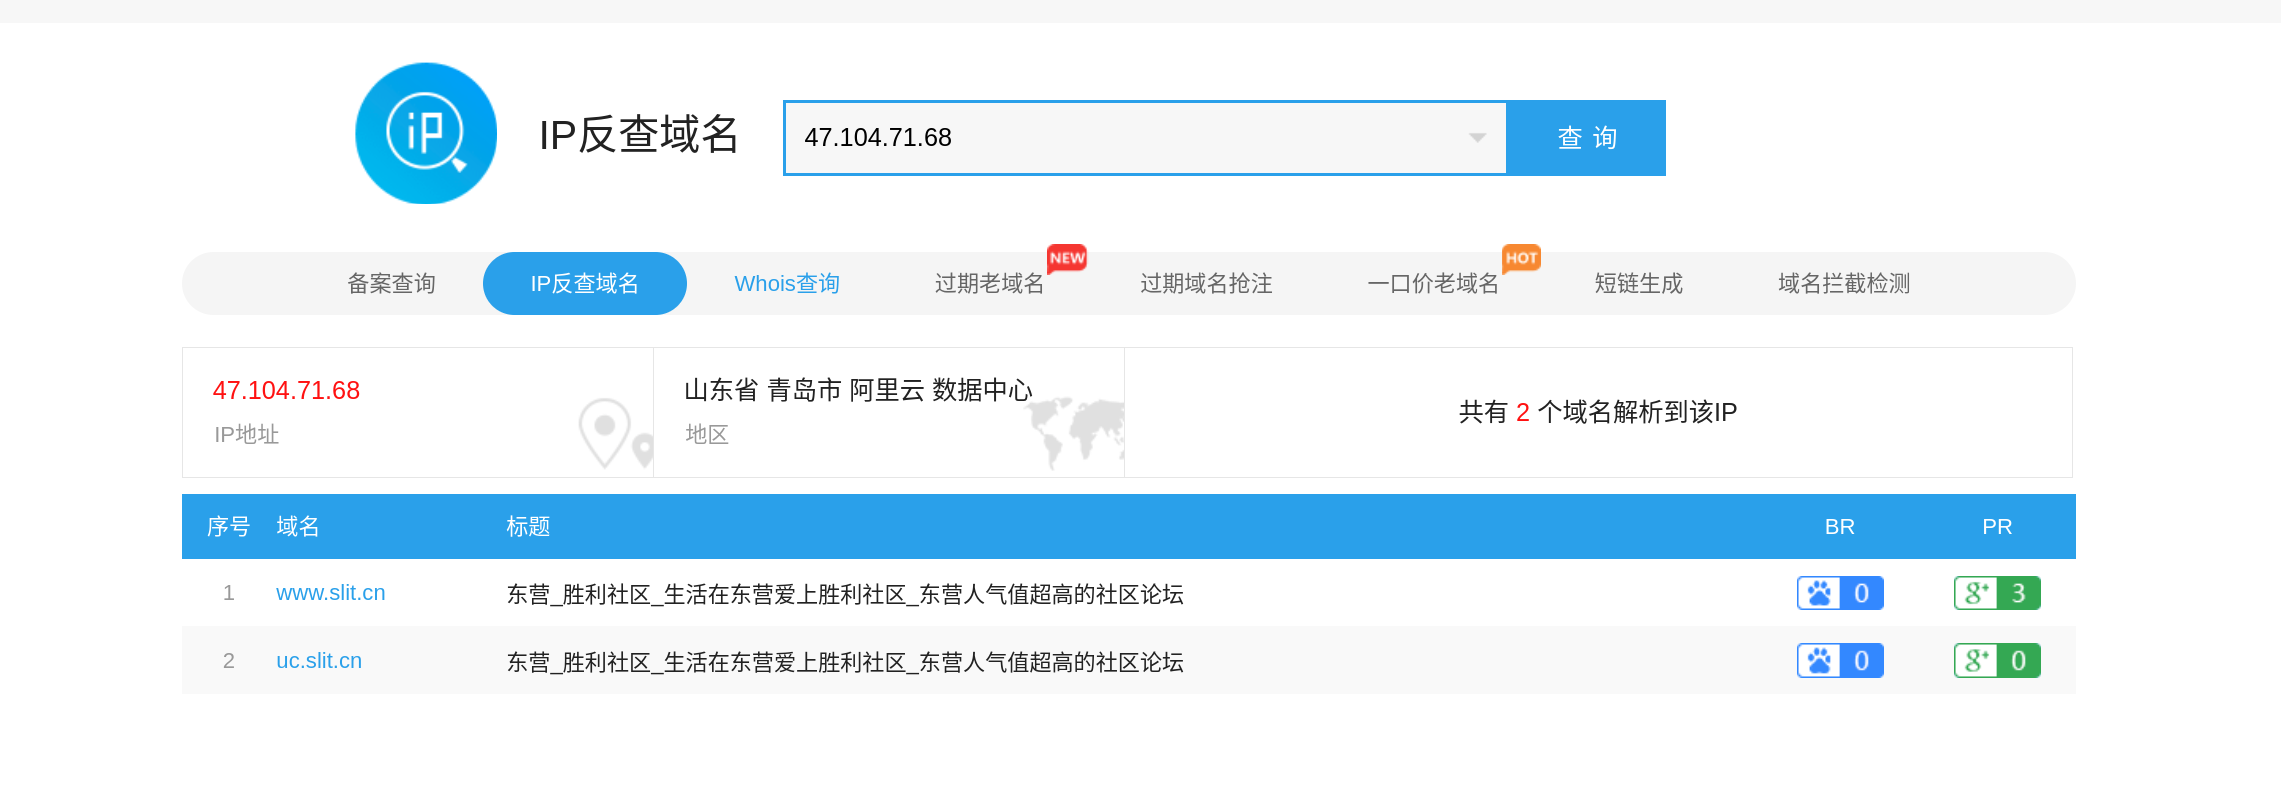 iP
IP反查域名
47.104.71.68
查 询
NEW
HOT
备案查询 IP反查域名 Whois查询 过期老域名 过期域名抢注 一口价老域名 短链生成 域名拦截检测
47.104.71.68
IP地址
山东省 青岛市 阿里云 数据中心
地区
共有 2 个域名解析到该IP
序号 域名 标题 BR PR
1 www.slit.cn 东营_胜利社区_生活在东营爱上胜利社区_东营人气值超高的社区论坛 0 g+ 3
2 uc.slit.cn 东营_胜利社区_生活在东营爱上胜利社区_东营人气值超高的社区论坛 0 g+ 0